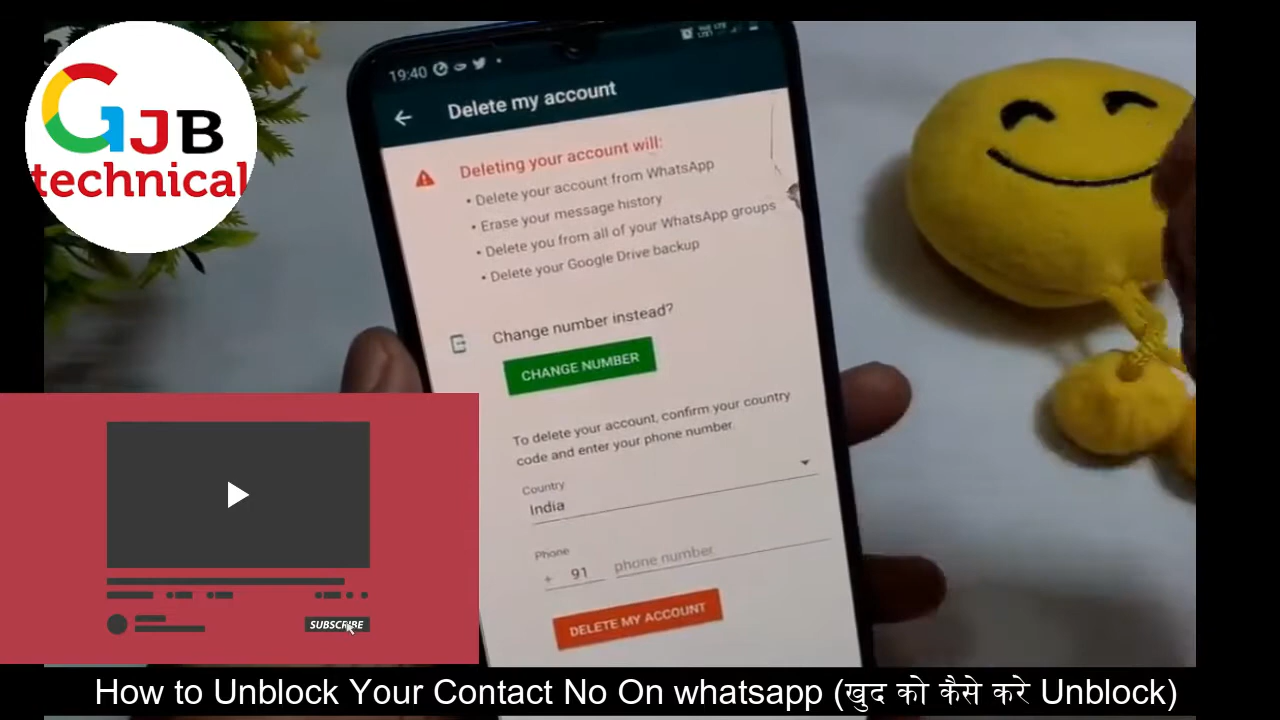 GJB
technical
19:40
Delete my account
Deleting your account will:
• Delete your account from WhatsApp
• Erase your message history
• Delete you from all of your WhatsApp groups
• Delete your Google Drive backup
Change number instead?
CHANGE NUMBER
To delete your account, confirm your country
code and enter your phone number.
Country
India
Phone
+ 91 phone number
DELETE MY ACCOUNT
SUBSCRIBE
How to Unblock Your Contact No On whatsapp (खुद को कैसे करे Unblock)